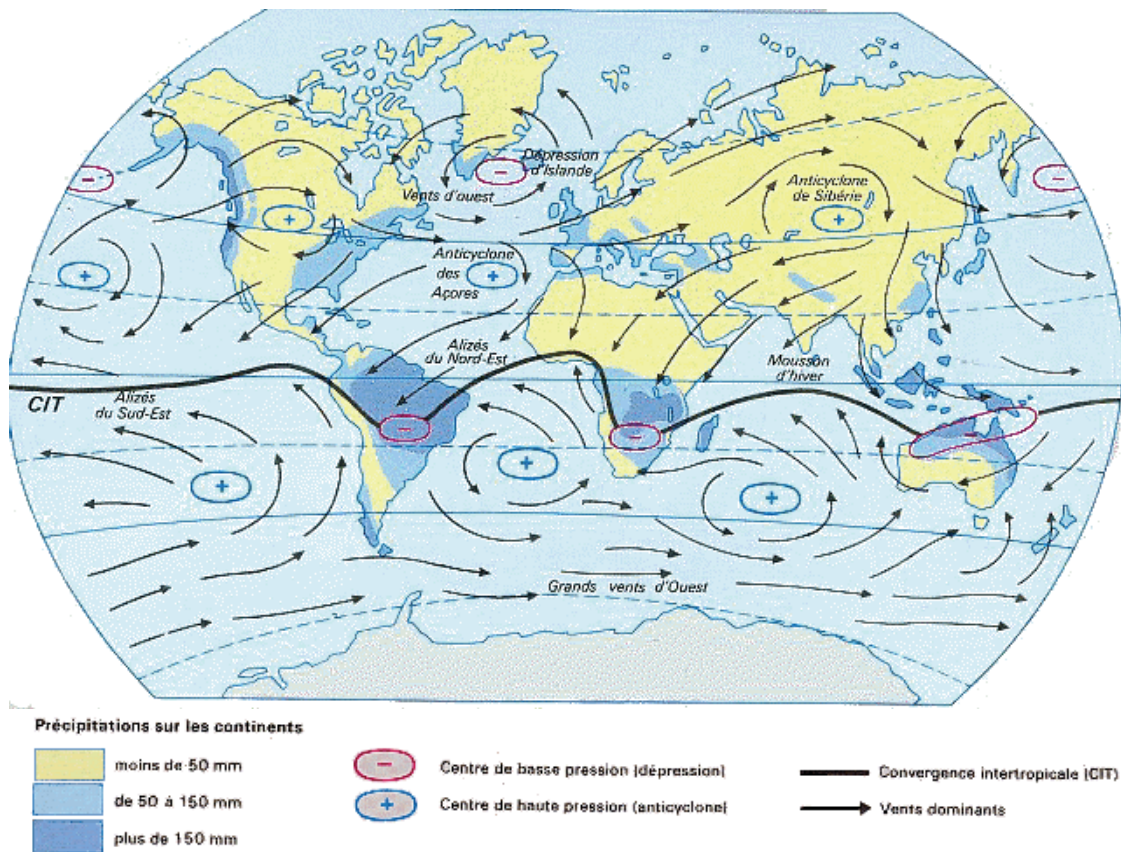 Dépression
d'Islande
Vents d'ouest
Anticyclone
de Sibérie
Anticyclone
des
Açores
Alizés
du Nord-Est
Mousson
d'hiver
CIT
Alizés
du Sud-Est
Grands vents d'Ouest
Précipitations sur les continents
moins de 50 mm
de 50 à 150 mm
plus de 150 mm
Centre de basse pression (dépression)
Centre de haute pression (anticyclone)
Convergence intertropicale (CIT)
Vents dominants